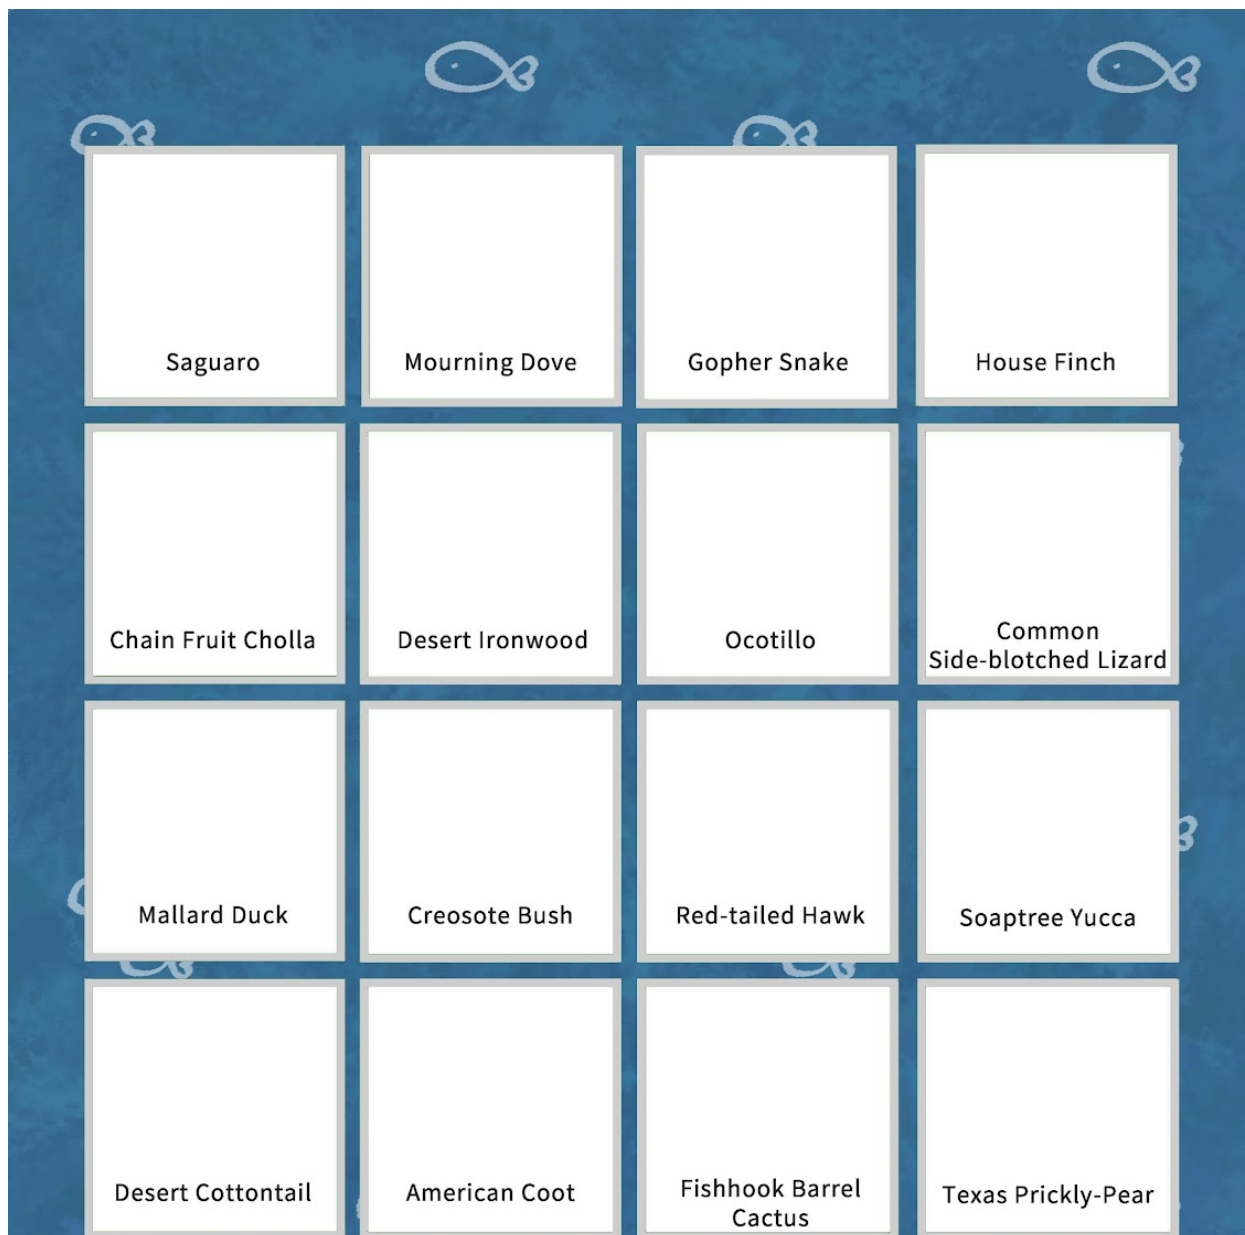 Saguaro
Mourning Dove
Gopher Snake
House Finch
Chain Fruit Cholla
Desert Ironwood
Ocotillo
Common
Side-blotched Lizard
Mallard Duck
Creosote Bush
Red-tailed Hawk
Soaptree Yucca
Desert Cottontail
American Coot
Fishhook Barrel
Cactus
Texas Prickly-Pear